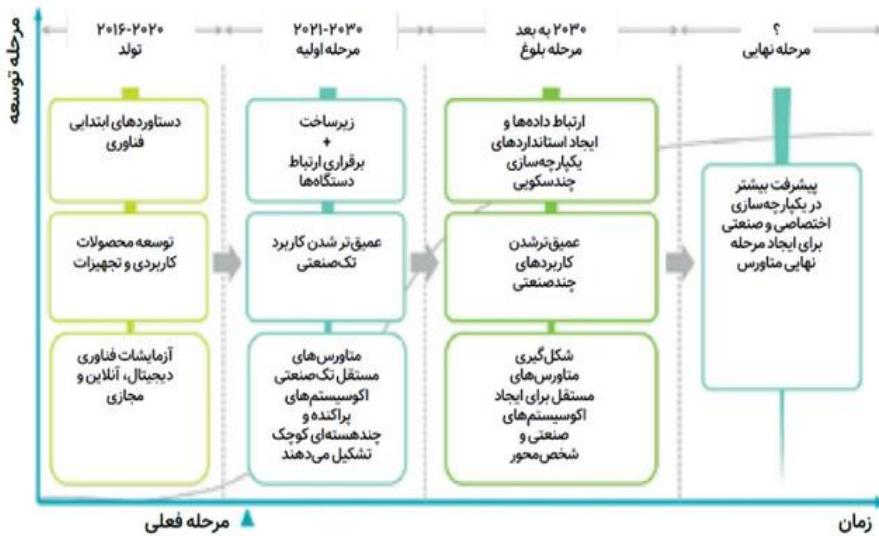 مرحله توسعه
۲۰۱۶-۲۰۲۰
تولد
دستاوردهای ابتدایی
فناوری
توسعه محصولات
کاربردی و تجهیزات
آزمایشات فناوری
دیجیتال، آنلاین و
مجازی
۲۰۲۱-۲۰۳۰
مرحله اولیه
زیرساخت
+
برقراری ارتباط
دستگاه‌ها
عمیق‌تر شدن کاربرد
تک‌صنعتی
متاورس‌های
مستقل تک‌صنعتی
اکوسیستم‌های
پراکنده و
چندهسته‌ای کوچک
تشکیل می‌دهند
۲۰۳۰ به بعد
مرحله بلوغ
ارتباط داده‌ها و
ایجاد استانداردهای
یکپارچه‌سازی
چندسکویی
عمیق‌ترشدن
کاربردهای
چندصنعتی
شکل‌گیری
متاورس‌های
مستقل برای ایجاد
اکوسیستم‌های
صنعتی و
شخص‌محور
؟
مرحله نهایی
پیشرفت بیشتر
در یکپارچه‌سازی
اختصاصی و صنعتی
برای ایجاد مرحله
نهایی متاورس
مرحله فعلی
زمان